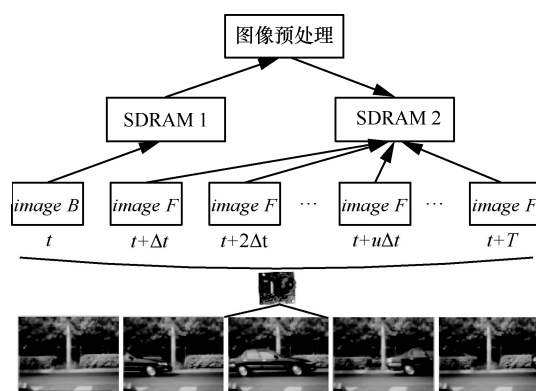 图像预处理
SDRAM 1
SDRAM 2
image B
image F
image F
...
image F
...
image F
t
t+Δt
t+2Δt
t+uΔt
t+T